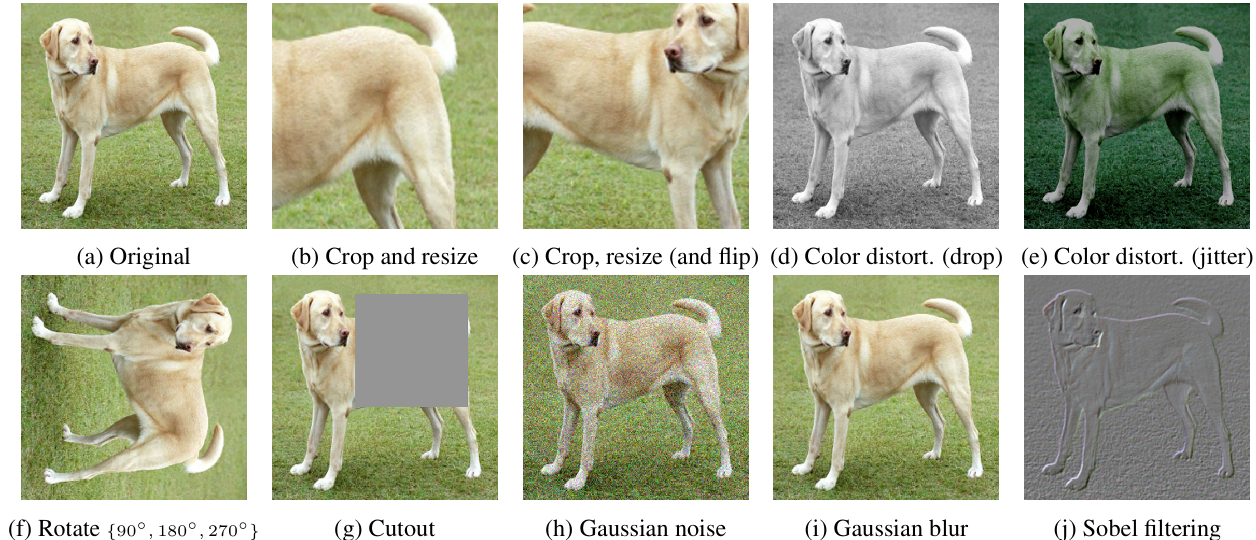 (a) Original
(b) Crop and resize
(c) Crop, resize (and flip)
(d) Color distort. (drop)
(e) Color distort. (jitter)
(f) Rotate {90°, 180°, 270°}
(g) Cutout
(h) Gaussian noise
(i) Gaussian blur
(j) Sobel filtering